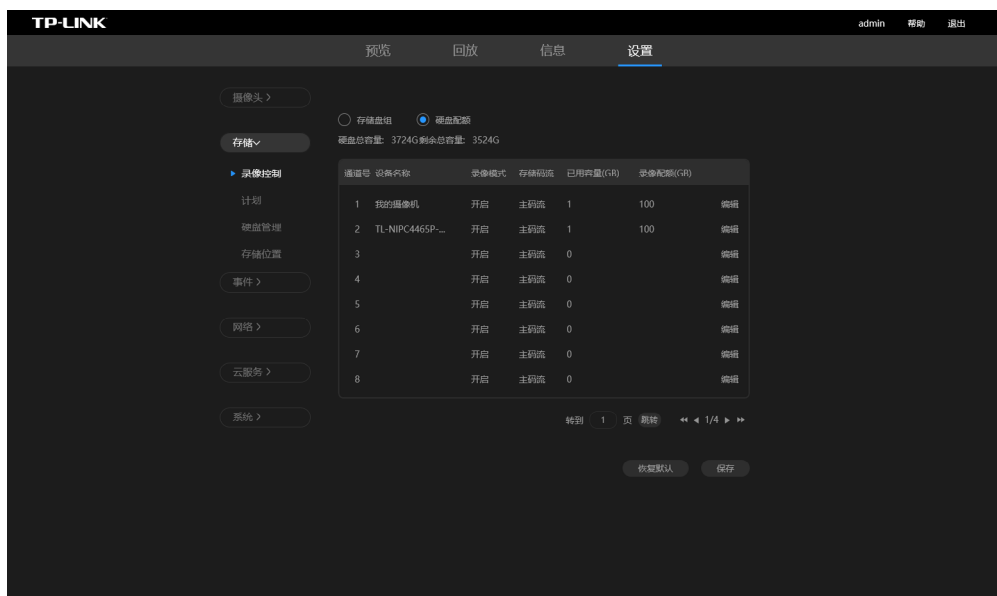 TP-LINK admin 帮助 退出
预览 回放 信息 设置
摄像头
存储盘组 硬盘配额
存储
硬盘总容量: 3724G剩余总容量: 3524G
录像控制
计划
硬盘管理
存储位置
事件
网络
云服务
系统
通道号 设备名称 录像模式 存储码流 已用容量(GB) 录像配额(GB)
1 我的摄像机 开启 主码流 1 100 编辑
2 TL-NIPC4465P-... 开启 主码流 1 100 编辑
3 开启 主码流 0 编辑
4 开启 主码流 0 编辑
5 开启 主码流 0 编辑
6 开启 主码流 0 编辑
7 开启 主码流 0 编辑
8 开启 主码流 0 编辑
转到 1 页 跳转 1/4
恢复默认 保存